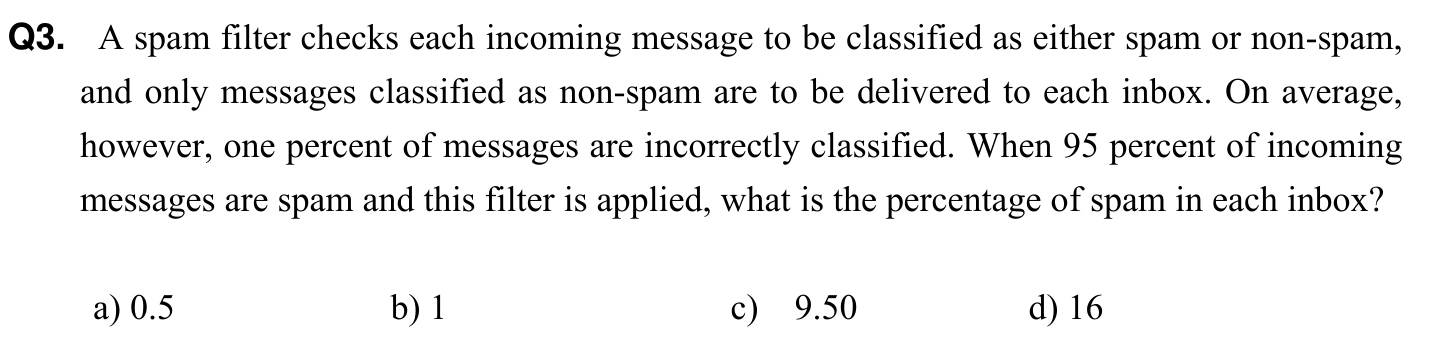 Q3. A spam filter checks each incoming message to be classified as either spam or non-spam,
and only messages classified as non-spam are to be delivered to each inbox. On average,
however, one percent of messages are incorrectly classified. When 95 percent of incoming
messages are spam and this filter is applied, what is the percentage of spam in each inbox?
a) 0.5 b) 1 c) 9.50 d) 16